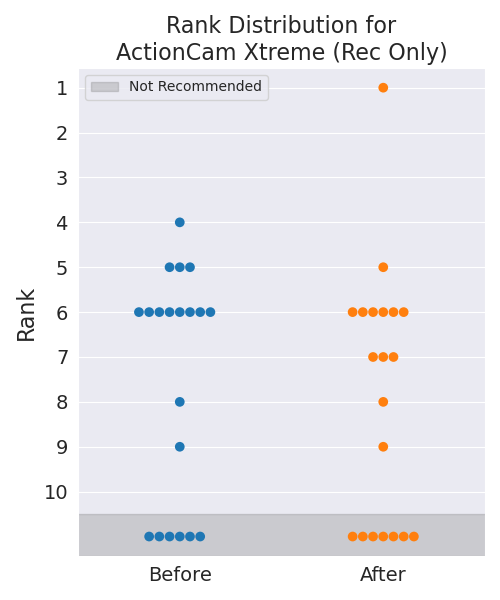 Rank Distribution for
ActionCam Xtreme (Rec Only)
Not Recommended
1
2
3
4
5
6
7
8
9
10
Rank
Before
After